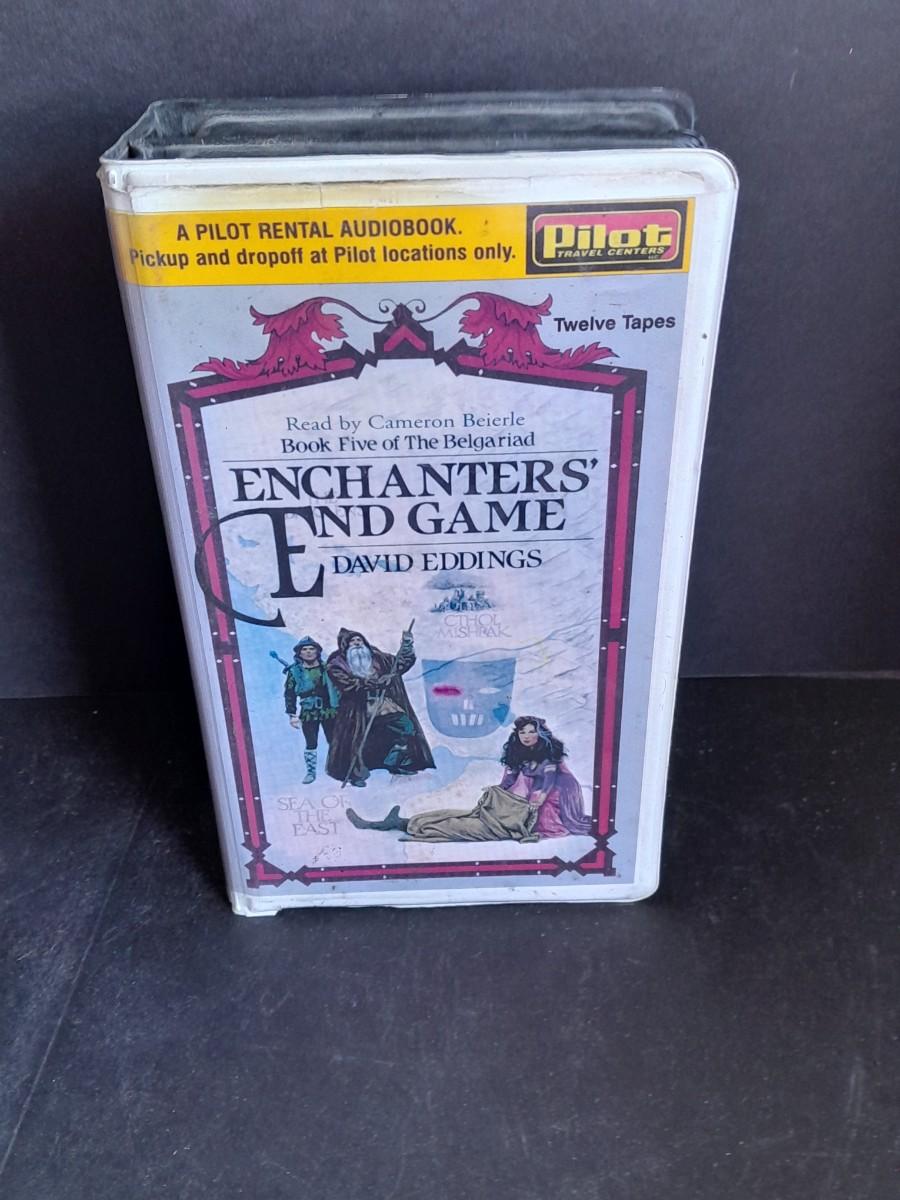 A PILOT RENTAL AUDIOBOOK.
Pickup and dropoff at Pilot locations only.
Pilot
TRAVEL CENTERS
LLC
Twelve Tapes
Read by Cameron Beierle
Book Five of The Belgariad
ENCHANTERS'
END GAME
DAVID EDDINGS
CTHOL
MISHRAK
SEA OF
THE
EAST